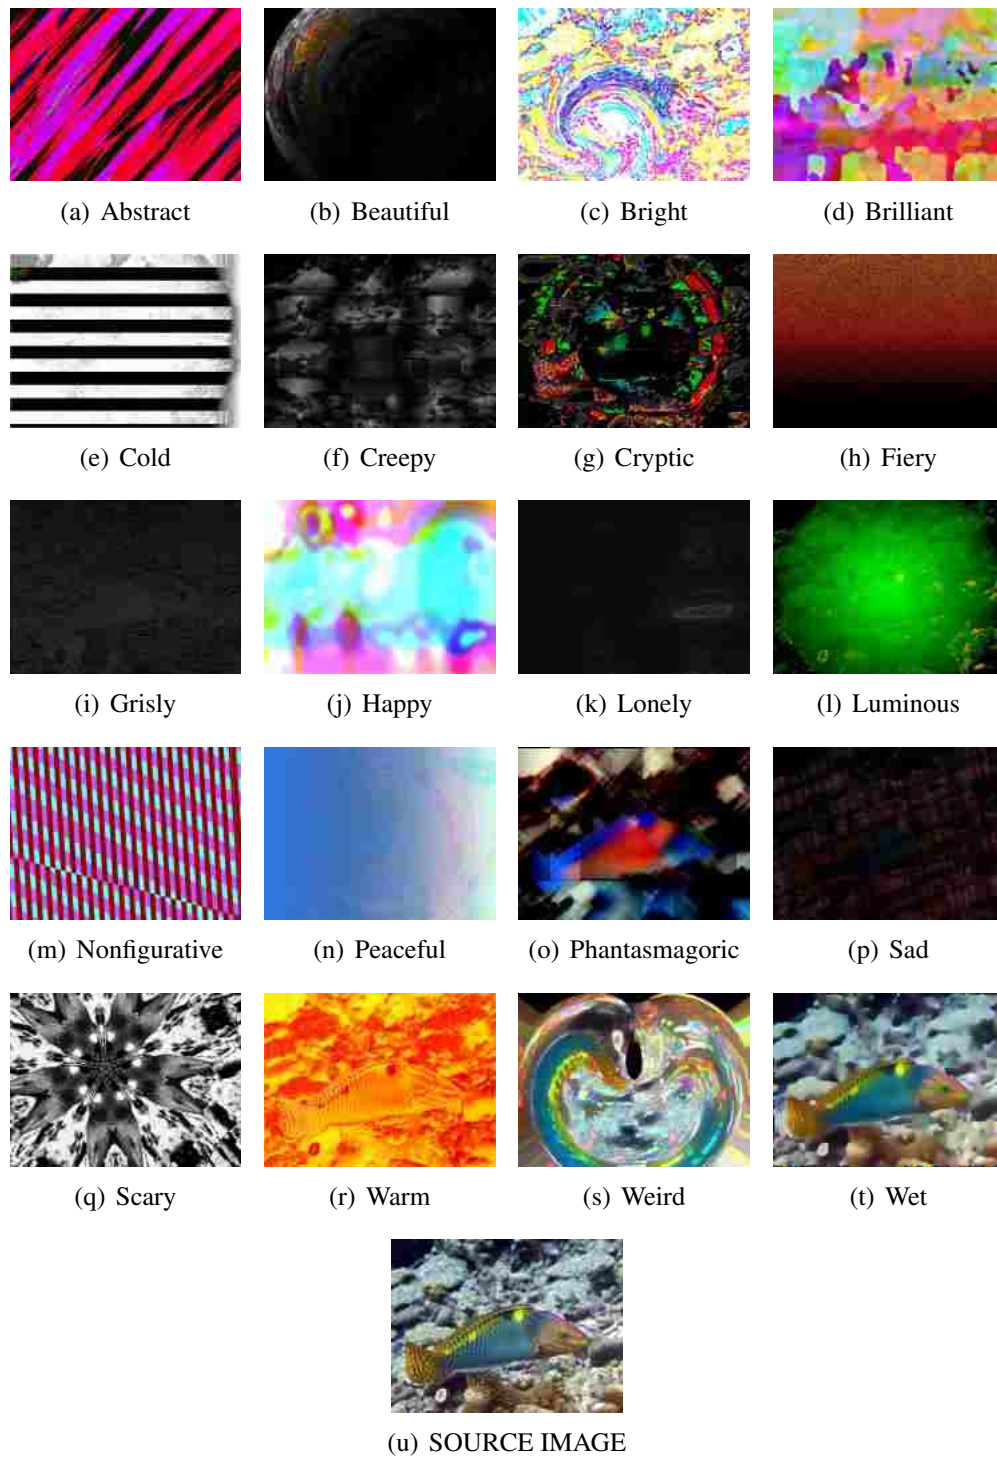 (a) Abstract
(b) Beautiful
(c) Bright
(d) Brilliant
(e) Cold
(f) Creepy
(g) Cryptic
(h) Fiery
(i) Grisly
(j) Happy
(k) Lonely
(l) Luminous
(m) Nonfigurative
(n) Peaceful
(o) Phantasmagoric
(p) Sad
(q) Scary
(r) Warm
(s) Weird
(t) Wet
(u) SOURCE IMAGE